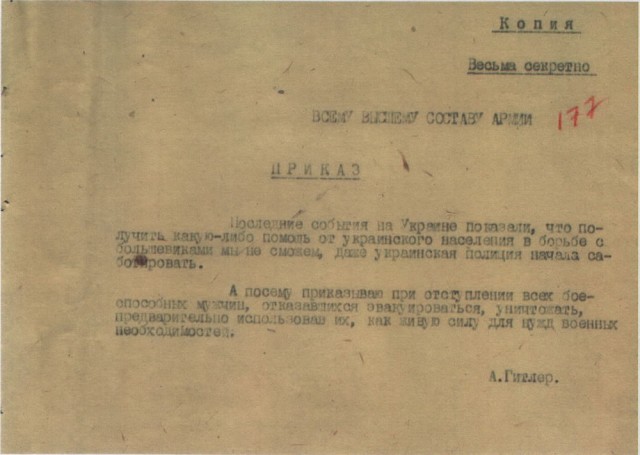 Копия
Весьма секретно
ВСЕМУ ВЫСШЕМУ СОСТАВУ АРМИИ
177
ПРИКАЗ
Последние события на Украине показали, что по-
лучить какую-либо помощь от украинского населения в борьбе с
большевиками мы не сможем, даже украинская полиция начала са-
ботировать.
А посему приказываю при отступлении всех бое-
способных мужчин, отказавшихся эвакуироваться, уничтожать,
предварительно использовав их, как живую силу для нужд военных
необходимостей.
А.Гитлер.